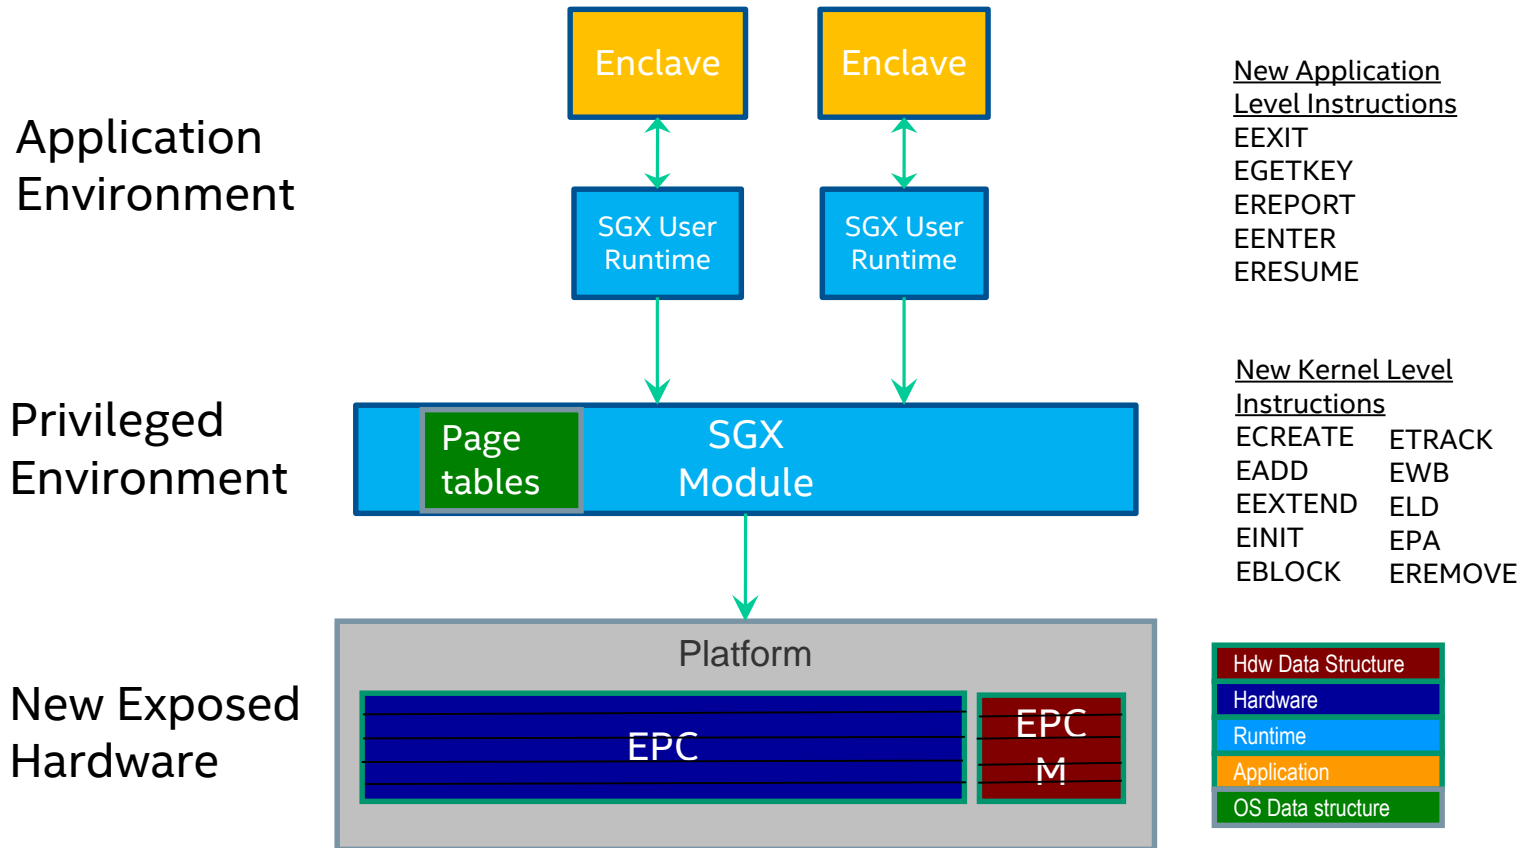 Enclave
Enclave
New Application
Level Instructions
EEXIT
EGETKEY
EREPORT
EENTER
ERESUME
Application
Environment
SGX User
Runtime
SGX User
Runtime
New Kernel Level
Instructions
ECREATE
EADD
EEXTEND
EINIT
EBLOCK
ETRACK
EWB
ELD
EPA
EREMOVE
Privileged
Environment
Page
tables
SGX
Module
Platform
New Exposed
Hardware
EPC
EPC
M
Hdw Data Structure
Hardware
Runtime
Application
OS Data structure